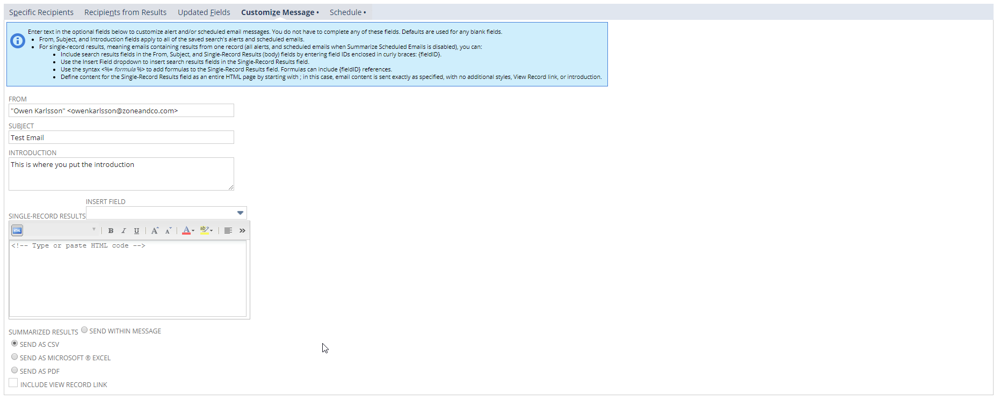 Specific Recipients Recipients from Results Updated Fields Customize Message • Schedule •
Enter text in the optional fields below to customize alert and/or scheduled email messages. You do not have to complete any of these fields. Defaults are used for any blank fields.
• From, Subject, and Introduction fields apply to all of the saved search's alerts and scheduled emails.
• For single-record results, meaning emails containing results from one record (all alerts, and scheduled emails when Summarize Scheduled Emails is disabled), you can:
• Include search results fields in the From, Subject, and Single-Record Results (body) fields by entering field IDs enclosed in curly braces: {fieldID}.
• Use the Insert Field dropdown to insert search results fields in the Single-Record Results field.
• Use the syntax <%= formula %> to add formulas to the Single-Record Results field. Formulas can include {fieldID} references.
• Define content for the Single-Record Results field as an entire HTML page by starting with ; in this case, email content is sent exactly as specified, with no additional styles, View Record link, or introduction.
FROM
"Owen Karlsson" <owenkarlsson@zoneandco.com>
SUBJECT
Test Email
INTRODUCTION
This is where you put the introduction
INSERT FIELD
SINGLE-RECORD RESULTS
HTML B I U A A A ab »
<!-- Type or paste HTML code -->
SUMMARIZED RESULTS SEND WITHIN MESSAGE
SEND AS CSV
SEND AS MICROSOFT ® EXCEL
SEND AS PDF
INCLUDE VIEW RECORD LINK